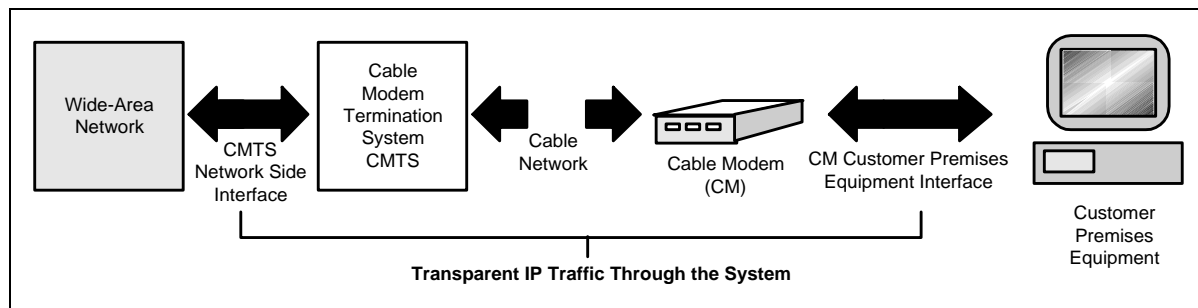 Wide-Area
Network
CMTS
Network Side
Interface
Cable
Modem
Termination
System
CMTS
Cable
Network
Cable Modem
(CM)
CM Customer Premises
Equipment Interface
Customer
Premises
Equipment
Transparent IP Traffic Through the System